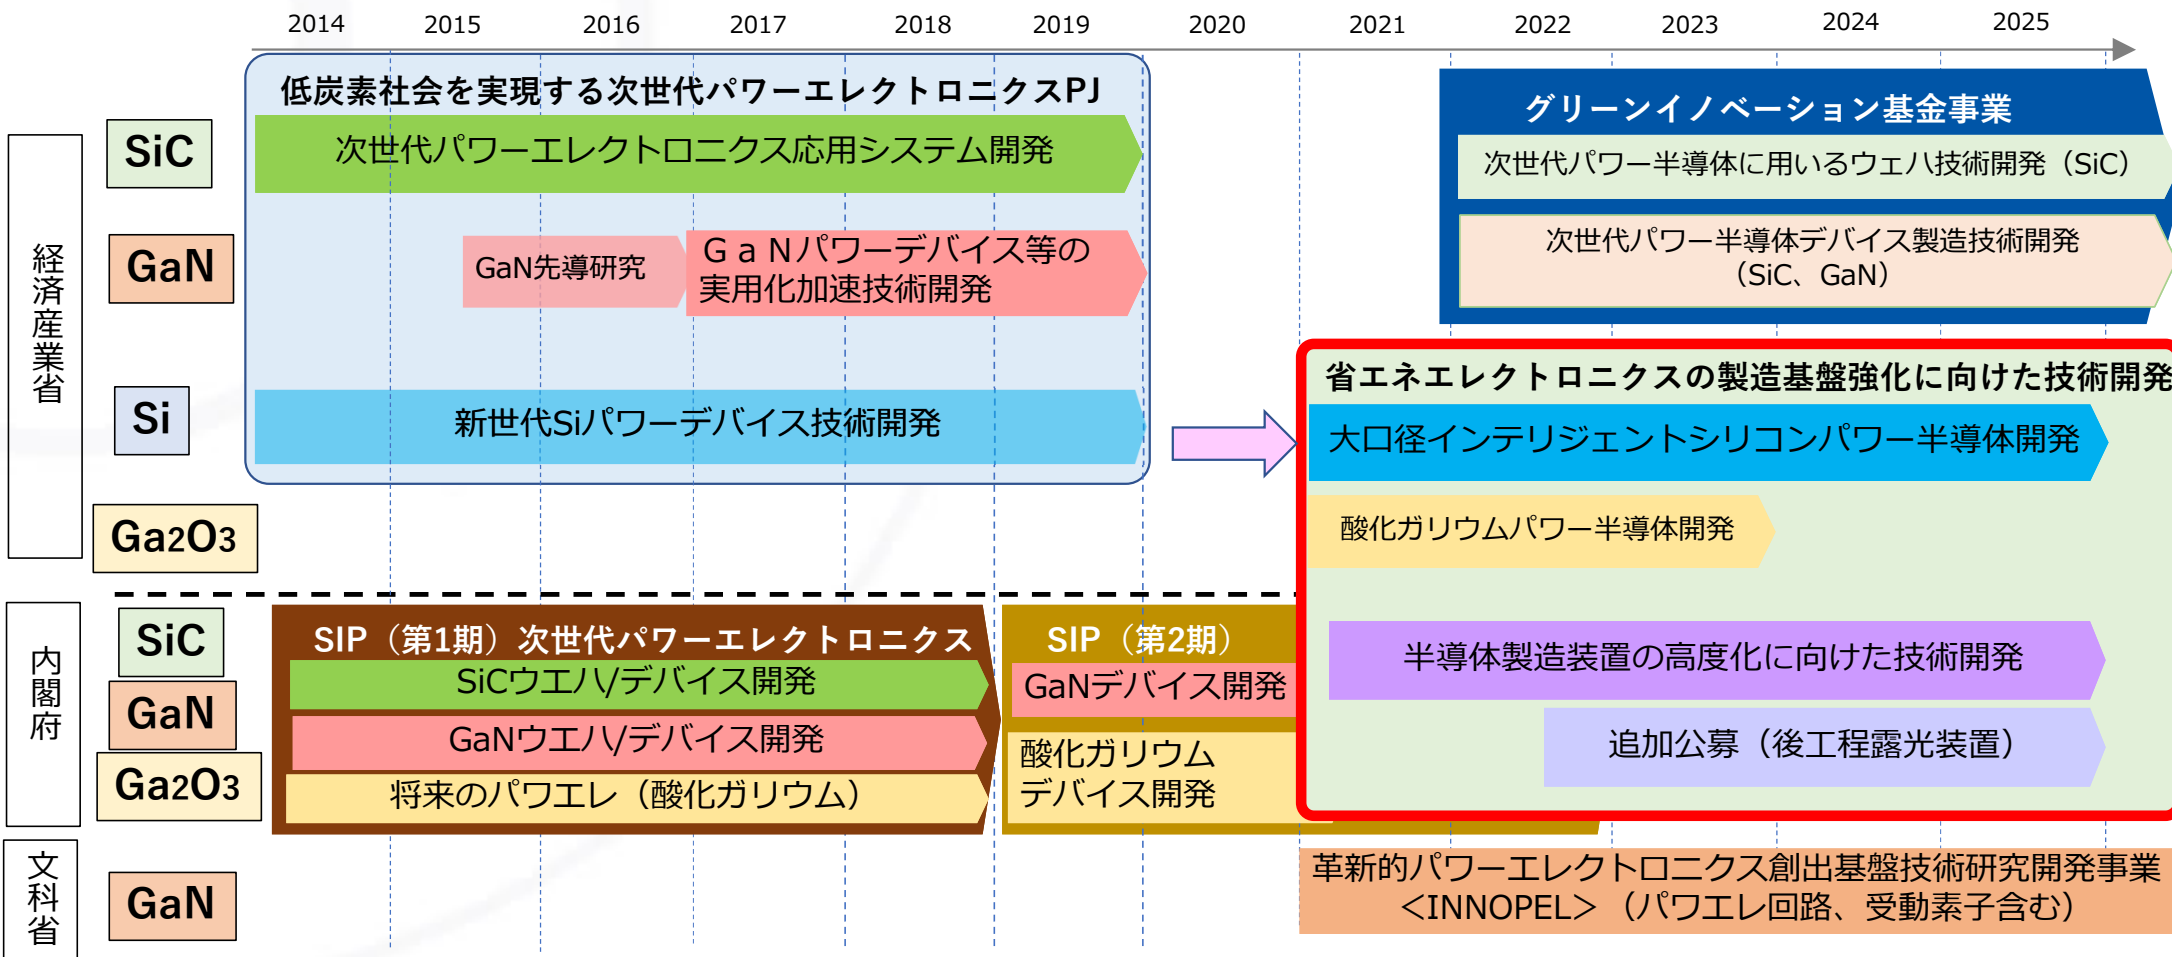 2014 2015 2016 2017 2018 2019 2020 2021 2022 2023 2024 2025
低炭素社会を実現する次世代パワーエレクトロニクスPJ
グリーンイノベーション基金事業
経済産業省
SiC
次世代パワーエレクトロニクス応用システム開発
次世代パワー半導体に用いるウェハ技術開発（SiC）
GaN
GaN先導研究
ＧａＮパワーデバイス等の
実用化加速技術開発
次世代パワー半導体デバイス製造技術開発
（SiC、GaN）
省エネエレクトロニクスの製造基盤強化に向けた技術開発
Si
新世代Siパワーデバイス技術開発
大口径インテリジェントシリコンパワー半導体開発
Ga2O3
酸化ガリウムパワー半導体開発
内閣府
SIP（第1期）次世代パワーエレクトロニクス
SIP（第2期）
SiC
SiCウエハ/デバイス開発
GaNデバイス開発
半導体製造装置の高度化に向けた技術開発
GaN
GaNウエハ/デバイス開発
酸化ガリウム
デバイス開発
追加公募（後工程露光装置）
Ga2O3
将来のパワエレ（酸化ガリウム）
文科省
GaN
革新的パワーエレクトロニクス創出基盤技術研究開発事業
＜INNOPEL＞（パワエレ回路、受動素子含む）